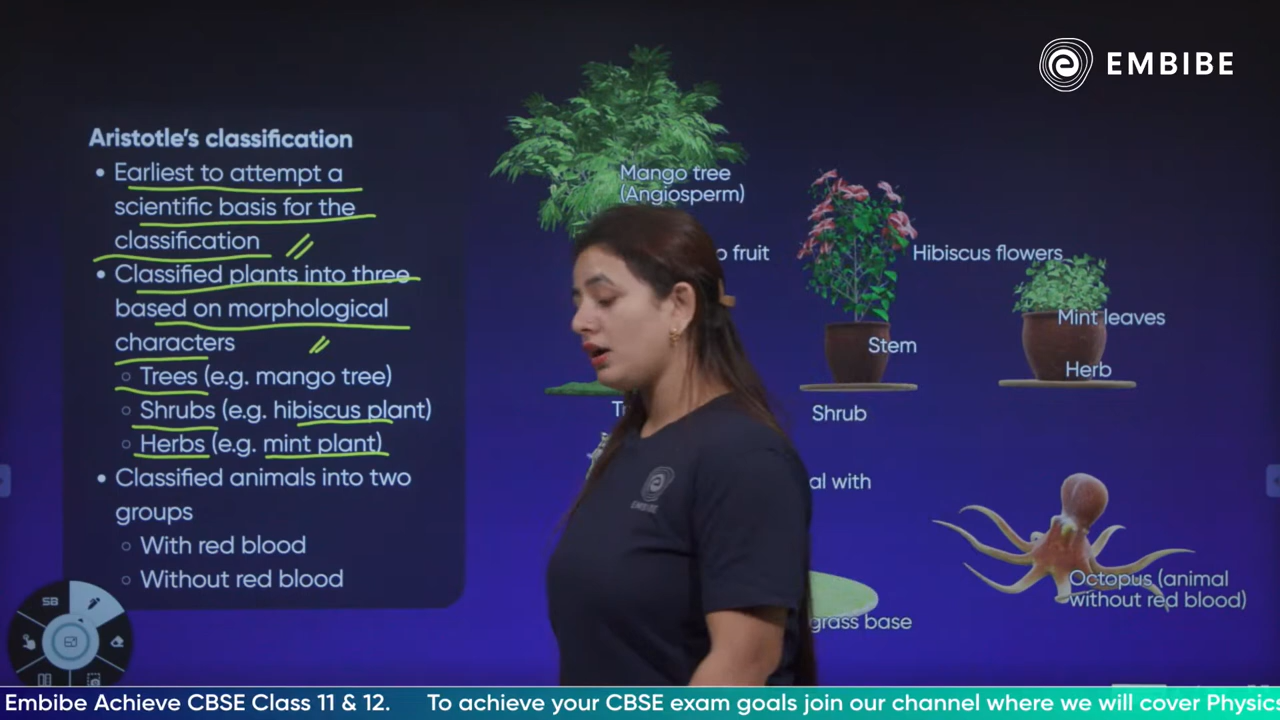 EMBIBE
Aristotle's classification
• Earliest to attempt a
scientific basis for the
classification
• Classified plants into three
based on morphological
characters
○ Trees (e.g. mango tree)
○ Shrubs (e.g. hibiscus plant)
○ Herbs (e.g. mint plant)
• Classified animals into two
groups
○ With red blood
○ Without red blood
Mango tree
(Angiosperm)
fruit
Hibiscus flowers
Mint leaves
Stem
Herb
Shrub
with
Octopus (animal
without red blood)
grass base
EMBIBE
SB
Embibe Achieve CBSE Class 11 & 12. To achieve your CBSE exam goals join our channel where we will cover Physics